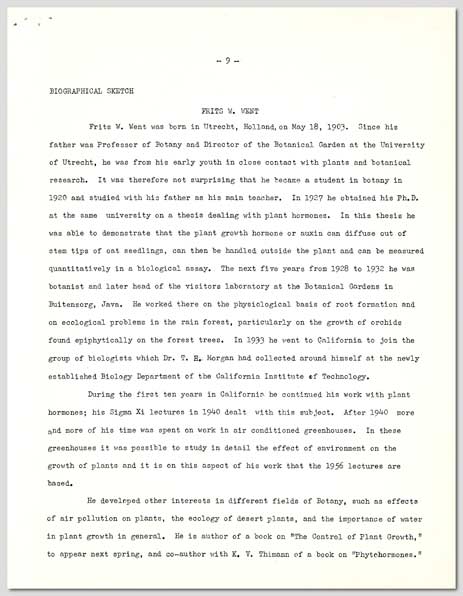 - 9 -
BIOGRAPHICAL SKETCH
FRITS W. WENT
Frits W. Went was born in Utrecht, Holland, on May 18, 1903. Since his
father was Professor of Botany and Director of the Botanical Garden at the University
of Utrecht, he was from his early youth in close contact with plants and botanical
research. It was therefore not surprising that he became a student in botany in
1920 and studied with his father as his main teacher. In 1927 he obtained his Ph.D.
at the same university on a thesis dealing with plant hormones. In this thesis he
was able to demonstrate that the plant growth hormone or auxin can diffuse out of
stem tips of oat seedlings, can then be handled outside the plant and can be measured
quantitatively in a biological assay. The next five years from 1928 to 1932 he was
botanist and later head of the visitors laboratory at the Botanical Gardens in
Buitensorg, Java. He worked there on the physiological basis of root formation and
on ecological problems in the rain forest, particularly on the growth of orchids
found epiphytically on the forest trees. In 1933 he went to California to join the
group of biologists which Dr. T. H. Morgan had collected around himself at the newly
established Biology Department of the California Institute of Technology.
During the first ten years in California he continued his work with plant
hormones; his Sigma Xi lectures in 1940 dealt with this subject. After 1940 more
and more of his time was spent on work in air conditioned greenhouses. In these
greenhouses it was possible to study in detail the effect of environment on the
growth of plants and it is on this aspect of his work that the 1956 lectures are
based.
He developed other interests in different fields of Botany, such as effects
of air pollution on plants, the ecology of desert plants, and the importance of water
in plant growth in general. He is author of a book on "The Control of Plant Growth,"
to appear next spring, and co-author with K. V. Thimann of a book on "Phytohormones."